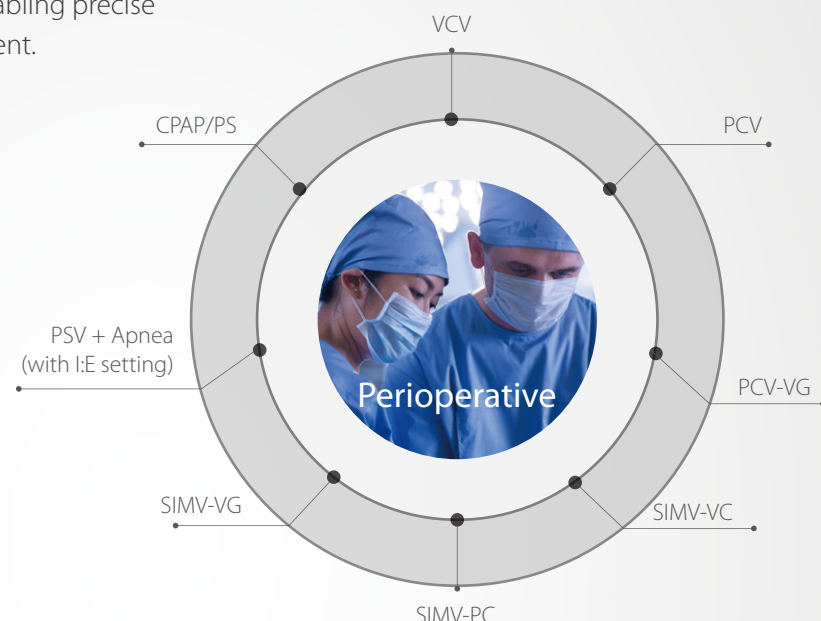 abling precise
ent.
VCV
CPAP/PS
PCV
PSV + Apnea
(with I:E setting)
Perioperative
PCV-VG
SIMV-VG
SIMV-VC
SIMV-PC